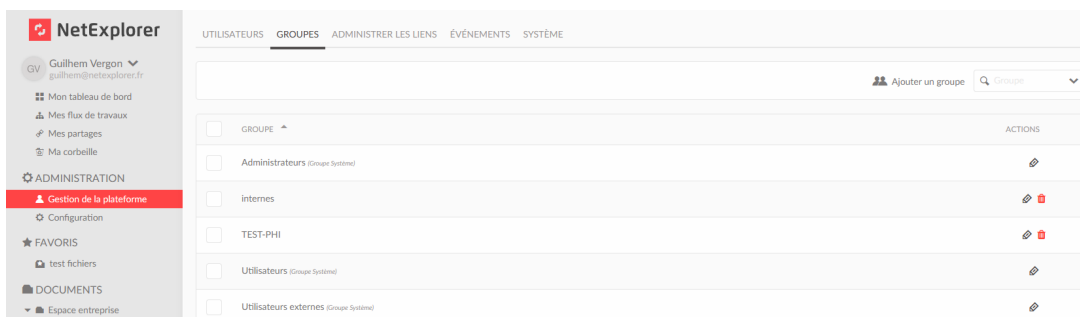 NetExplorer
GV
Guilhem Vergon
guilhem@netexplorer.fr
Mon tableau de bord
Mes flux de travaux
Mes partages
Ma corbeille
ADMINISTRATION
Gestion de la plateforme
Configuration
FAVORIS
test fichiers
DOCUMENTS
Espace entreprise
UTILISATEURS GROUPES ADMINISTRER LES LIENS ÉVÉNEMENTS SYSTÈME
Ajouter un groupe Groupe
GROUPE ACTIONS
Administrateurs (Groupe Système)
internes
TEST-PHI
Utilisateurs (Groupe Système)
Utilisateurs externes (Groupe Système)